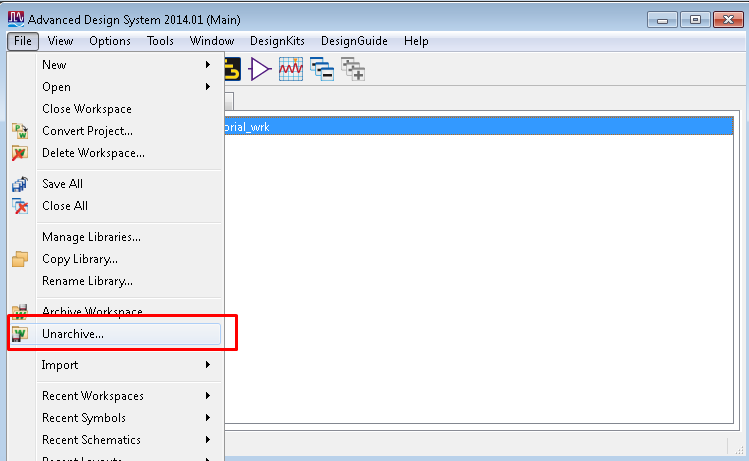 Advanced Design System 2014.01 (Main)
File View Options Tools Window DesignKits DesignGuide Help
New
Open
Close Workspace
Convert Project...
Delete Workspace...
orial_wrk
Save All
Close All
Manage Libraries...
Copy Library...
Rename Library...
Archive Workspace
Unarchive...
Import
Recent Workspaces
Recent Symbols
Recent Schematics
Recent Layouts